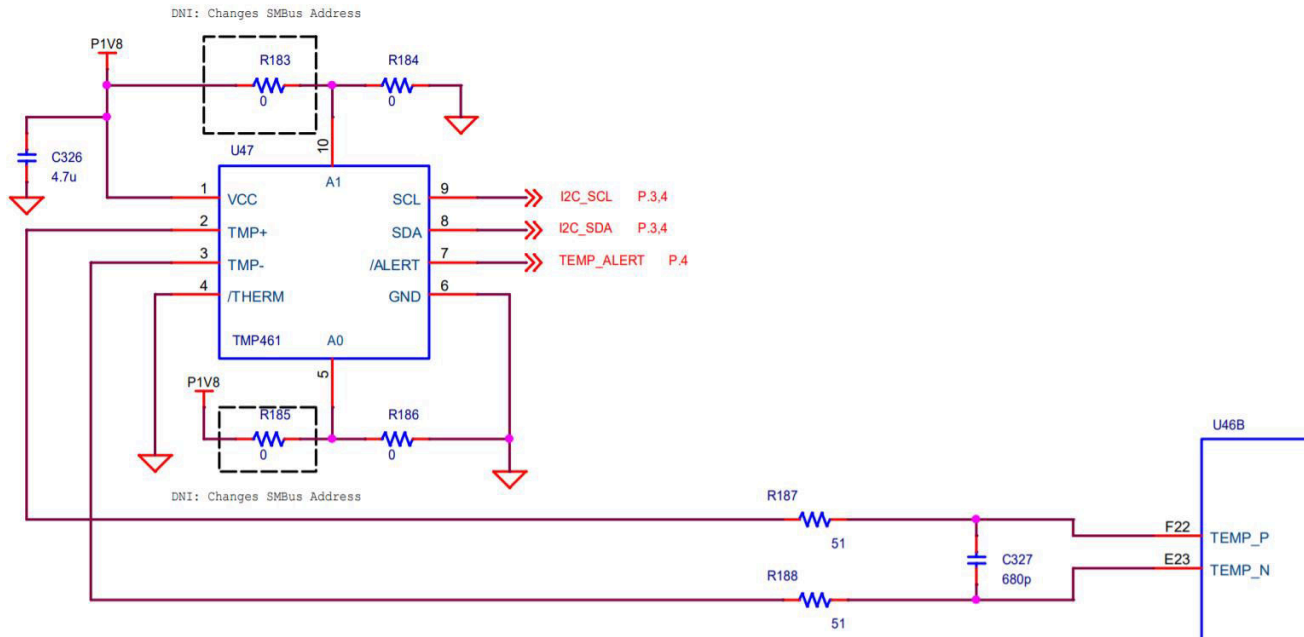 DNI: Changes SMBus Address
P1V8
R183
R184
0
0
C326
4.7u
U47
10
A1
1
VCC
SCL
9
I2C_SCL P.3,4
2
TMP+
SDA
8
I2C_SDA P.3,4
3
TMP-
/ALERT
7
TEMP_ALERT P.4
4
/THERM
GND
6
TMP461
A0
5
P1V8
R185
R186
0
0
DNI: Changes SMBus Address
U46B
R187
51
F22
TEMP_P
C327
680p
E23
TEMP_N
R188
51